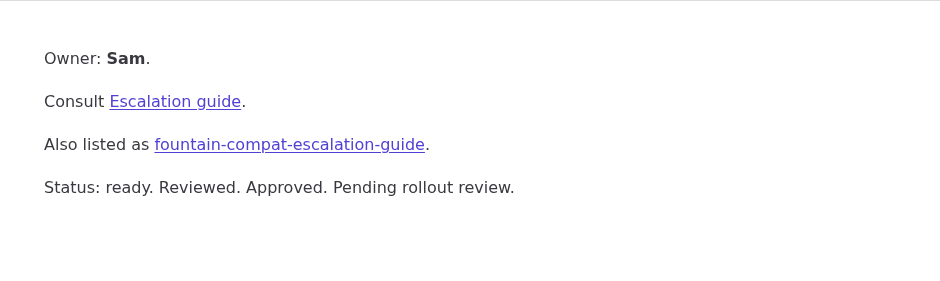 Owner: Sam.
Consult Escalation guide.
Also listed as fountain-compat-escalation-guide.
Status: ready. Reviewed. Approved. Pending rollout review.